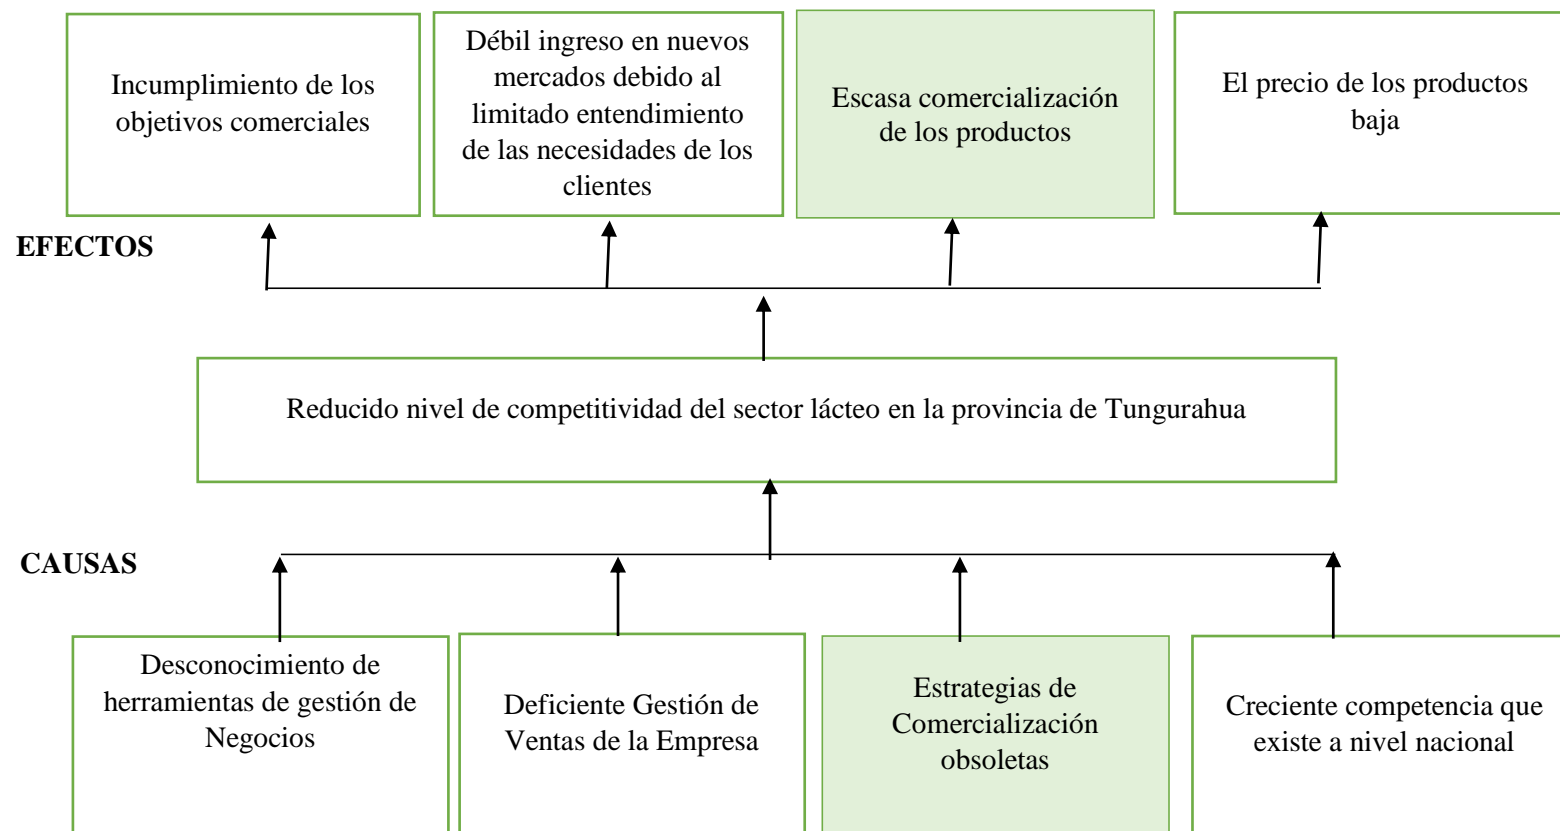 Incumplimiento de los
objetivos comerciales
Débil ingreso en nuevos
mercados debido al
limitado entendimiento
de las necesidades de los
clientes
Escasa comercialización
de los productos
El precio de los productos
baja
EFECTOS
Reducido nivel de competitividad del sector lácteo en la provincia de Tungurahua
CAUSAS
Desconocimiento de
herramientas de gestión de
Negocios
Deficiente Gestión de
Ventas de la Empresa
Estrategias de
Comercialización
obsoletas
Creciente competencia que
existe a nivel nacional